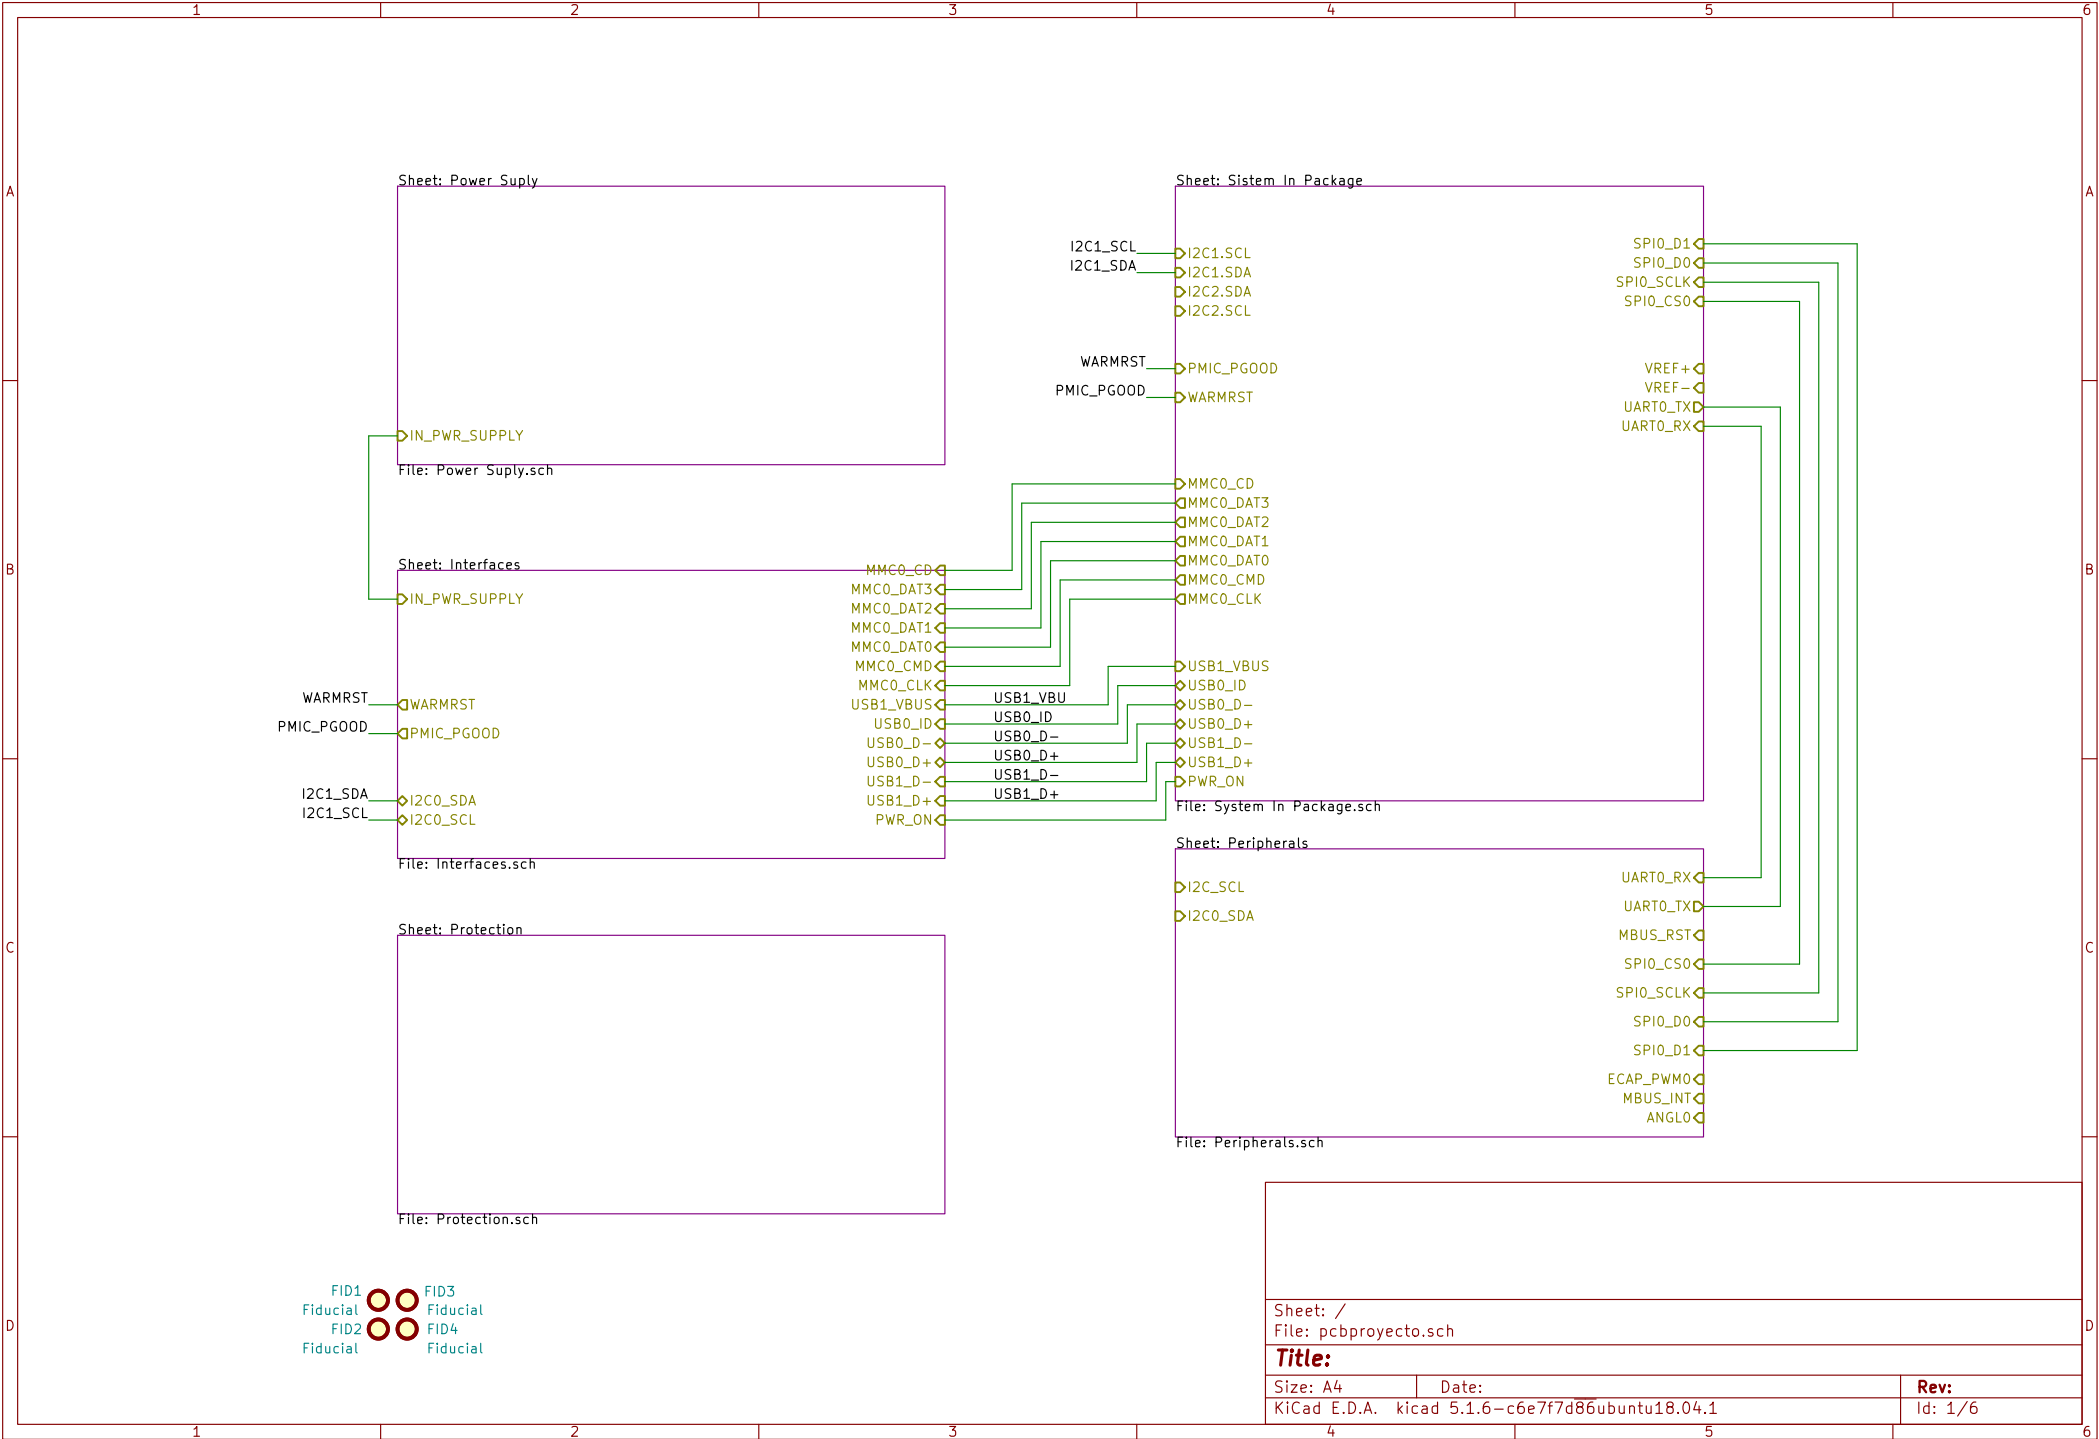 1 2 3 4 5 6
A
A
B
B
C
C
D
D
Sheet: Power Suply
IN_PWR_SUPPLY
File: Power Suply.sch
Sheet: Interfaces
IN_PWR_SUPPLY
WARMRST
WARMRST
PMIC_PGOOD
PMIC_PGOOD
I2C1_SDA
I2C0_SDA
I2C1_SCL
I2C0_SCL
MMC0_CD
MMC0_DAT3
MMC0_DAT2
MMC0_DAT1
MMC0_DAT0
MMC0_CMD
MMC0_CLK
USB1_VBUS
USB0_ID
USB0_D-
USB0_D+
USB1_D-
USB1_D+
PWR_ON
USB1_VBU
USB0_ID
USB0_D-
USB0_D+
USB1_D-
USB1_D+
File: Interfaces.sch
Sheet: Protection
File: Protection.sch
FID1
Fiducial
FID2
Fiducial
FID3
Fiducial
FID4
Fiducial
Sheet: Sistem In Package
I2C1_SCL
I2C1.SCL
I2C1_SDA
I2C1.SDA
I2C2.SDA
I2C2.SCL
WARMRST
PMIC_PGOOD
PMIC_PGOOD
WARMRST
MMC0_CD
MMC0_DAT3
MMC0_DAT2
MMC0_DAT1
MMC0_DAT0
MMC0_CMD
MMC0_CLK
USB1_VBUS
USB0_ID
USB0_D-
USB0_D+
USB1_D-
USB1_D+
PWR_ON
SPI0_D1
SPI0_D0
SPI0_SCLK
SPI0_CS0
VREF+
VREF-
UART0_TX
UART0_RX
File: System In Package.sch
Sheet: Peripherals
I2C_SCL
I2C0_SDA
UART0_RX
UART0_TX
MBUS_RST
SPI0_CS0
SPI0_SCLK
SPI0_D0
SPI0_D1
ECAP_PWM0
MBUS_INT
ANGL0
File: Peripherals.sch
Sheet: /
File: pcbproyecto.sch
Title:
Size: A4
Date:
Rev:
KiCad E.D.A. kicad 5.1.6-c6e7f7d86ubuntu18.04.1
Id: 1/6
1 2 3 4 5 6